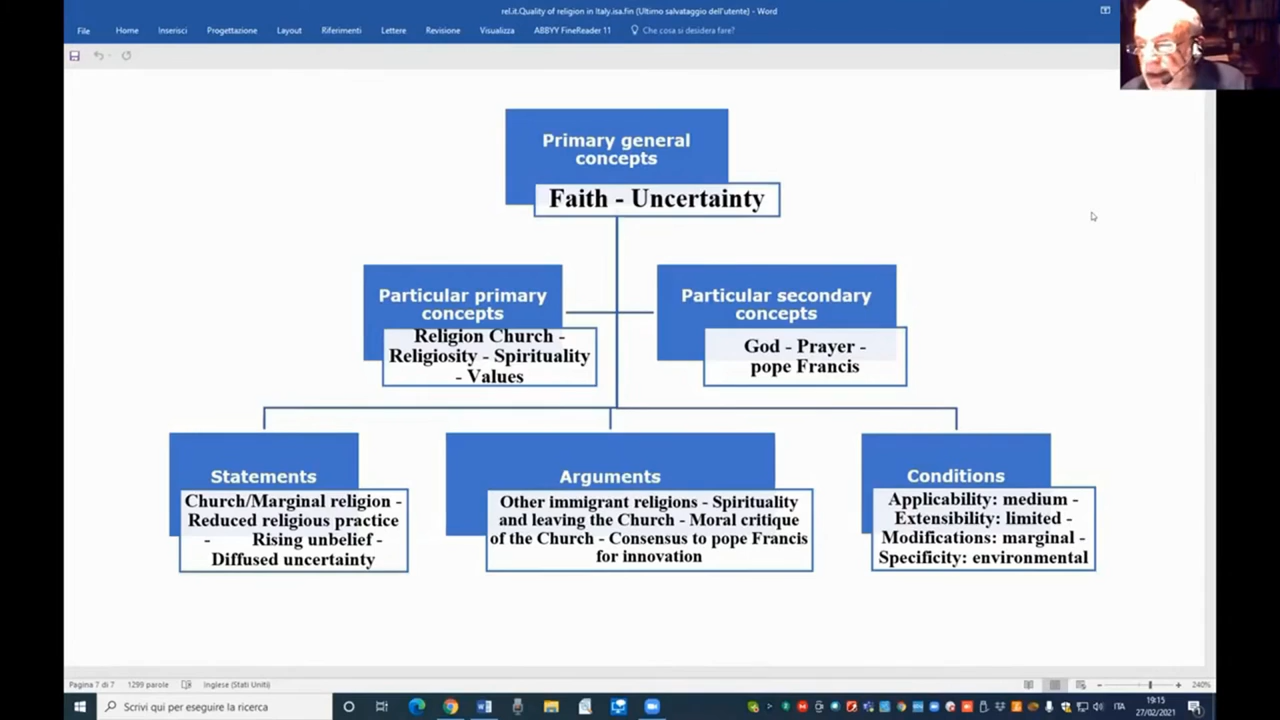 rel.it.Quality of religion in Italy.isa.fin (Ultimo salvataggio dell'utente) - Word
File Home Inserisci Progettazione Layout Riferimenti Lettere Revisione Visualizza ABBYY FineReader 11 Che cosa si desidera fare?
Primary general
concepts
Faith - Uncertainty
Particular primary
concepts
Religion Church -
Religiosity - Spirituality
- Values
Particular secondary
concepts
God - Prayer -
pope Francis
Statements
Church/Marginal religion -
Reduced religious practice
- Rising unbelief -
Diffused uncertainty
Arguments
Other immigrant religions - Spirituality
and leaving the Church - Moral critique
of the Church - Consensus to pope Francis
for innovation
Conditions
Applicability: medium -
Extensibility: limited -
Modifications: marginal -
Specificity: environmental
Pagina 7 di 7 1299 parole Inglese (Stati Uniti) 240%
Scrivi qui per eseguire la ricerca
ITA
19:15
27/02/2021